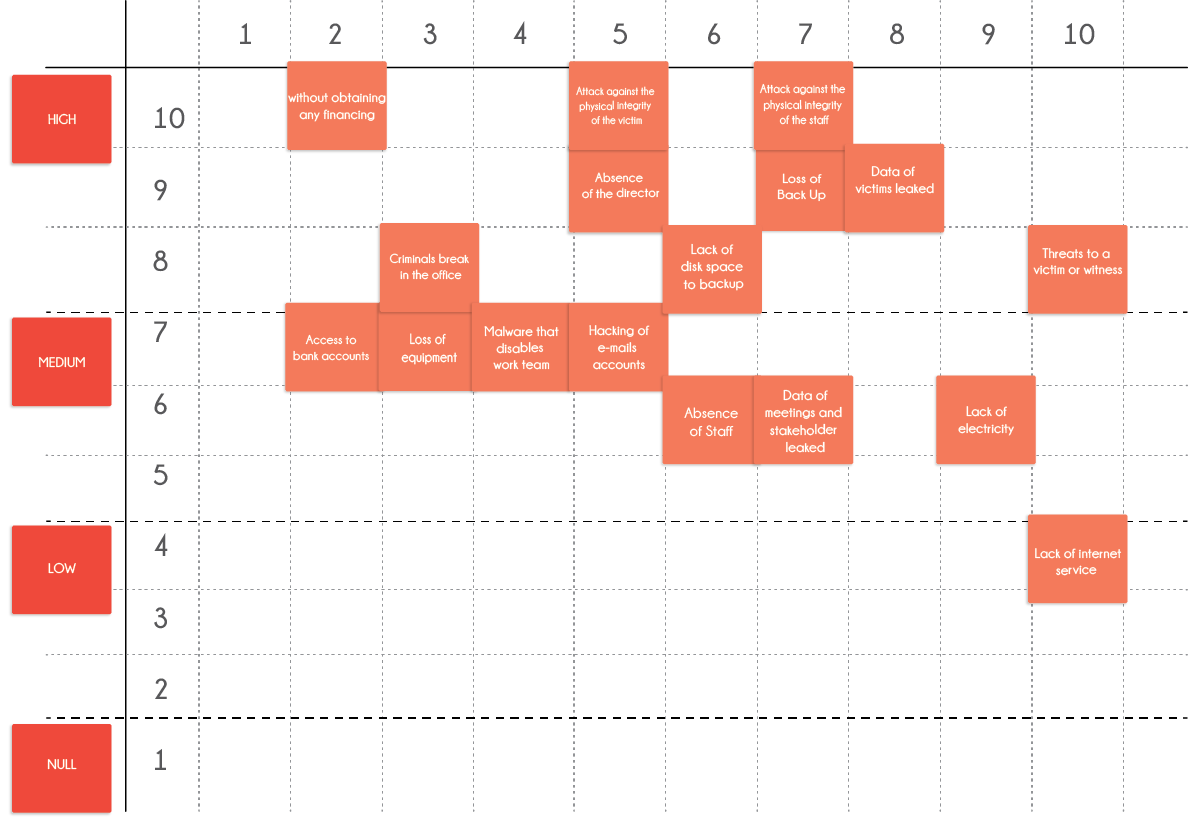 1 2 3 4 5 6 7 8 9 10
HIGH
10
without obtaining
any financing
Attack against the
physical integrity
of the victim
Attack against the
physical integrity
of the staff
9
Absence
of the director
Loss of
Back Up
Data of
victims leaked
8
Criminals break
in the office
Lack of
disk space
to backup
Threats to a
victim or witness
MEDIUM
7
Access to
bank accounts
Loss of
equipment
Malware that
disables
work team
Hacking of
e-mails
accounts
6
Absence
of Staff
Data of
meetings and
stakeholder
leaked
Lack of
electricity
5
LOW
4
Lack of internet
service
3
2
NULL
1